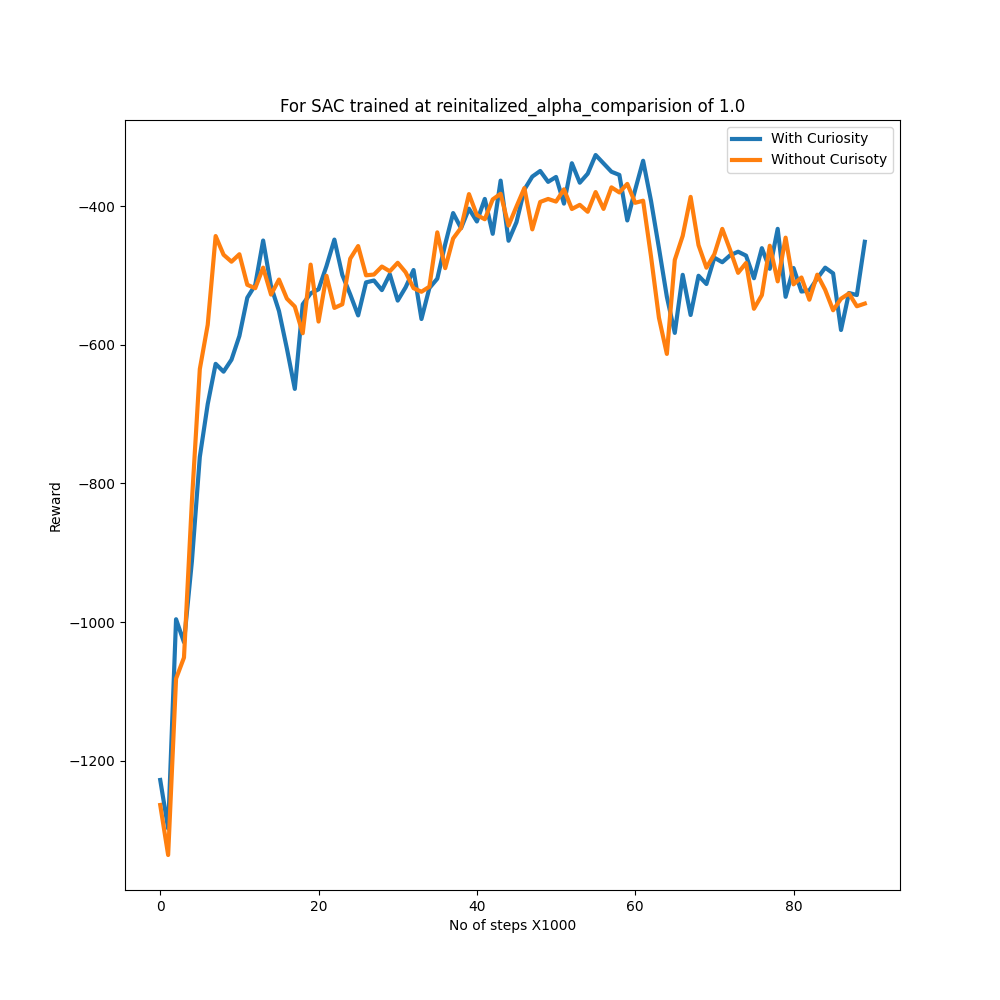 For SAC trained at reinitalized_alpha_comparision of 1.0
With Curiosity
Without Curisoty
Reward
−400
−600
−800
−1000
−1200
0 20 40 60 80
No of steps X1000